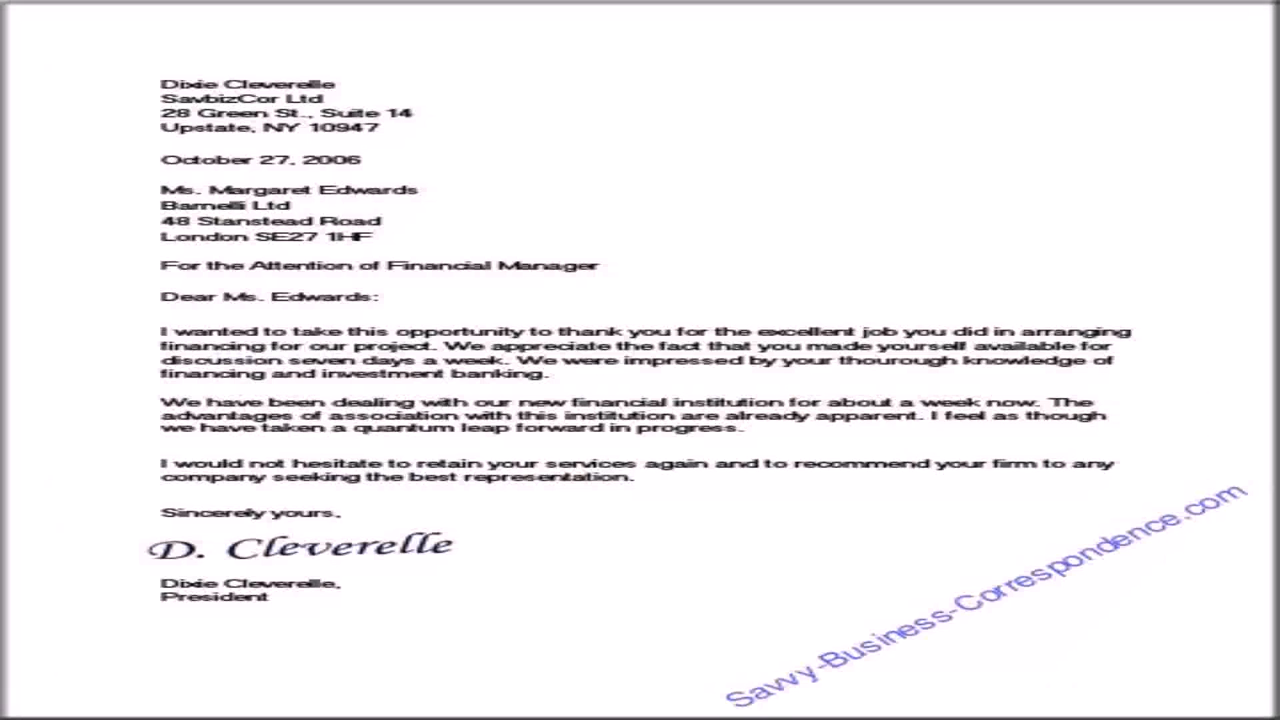 Dixie Cleverelle
SavbizCor Ltd
28 Green St., Suite 14
Upstate, NY 10947
October 27, 2006
Ms. Margaret Edwards
Barnelli Ltd
48 Stanstead Road
London SE27 1HF
For the Attention of Financial Manager
Dear Ms. Edwards:
I wanted to take this opportunity to thank you for the excellent job you did in arranging
financing for our project. We appreciate the fact that you made yourself available for
discussion seven days a week. We were impressed by your thourough knowledge of
financing and investment banking.
We have been dealing with our new financial institution for about a week now. The
advantages of association with this institution are already apparent. I feel as though
we have taken a quantum leap forward in progress.
I would not hesitate to retain your services again and to recommend your firm to any
company seeking the best representation.
Sincerely yours,
D. Cleverelle
Dixie Cleverelle,
President
Savvy-Business-Correspondence.com